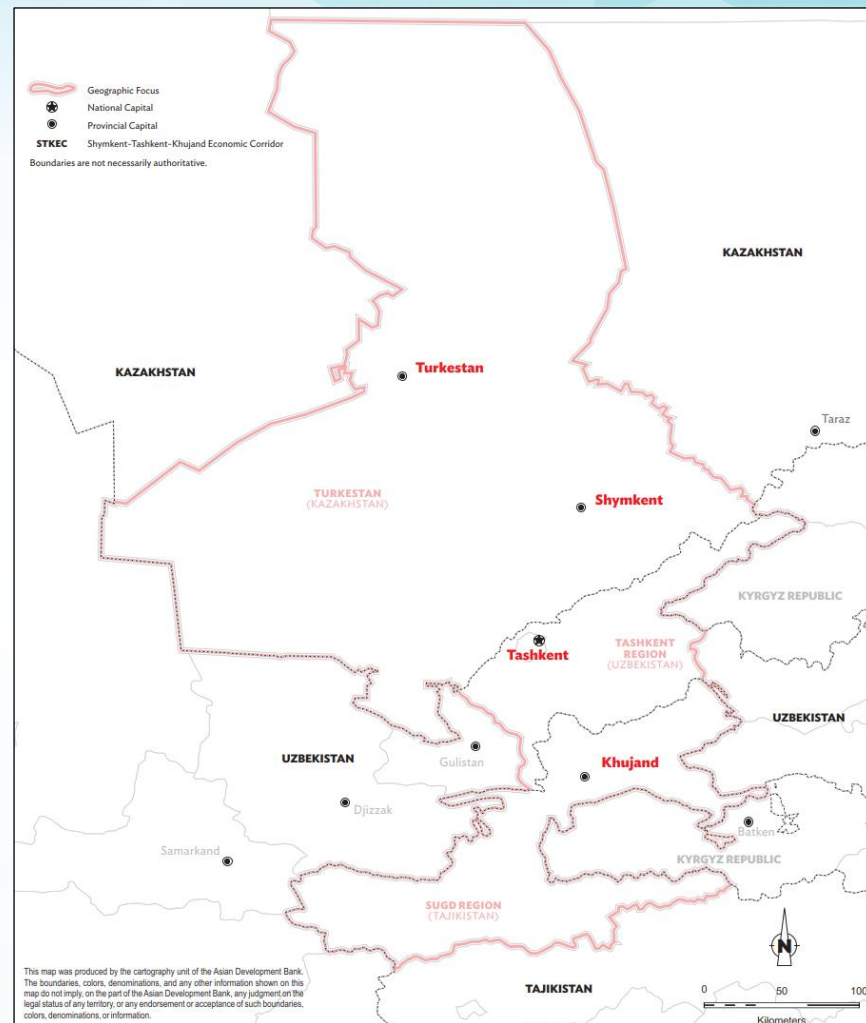 Geographic Focus
National Capital
Provincial Capital
STKEC Shymkent-Tashkent-Khujand Economic Corridor
Boundaries are not necessarily authoritative.
KAZAKHSTAN
KAZAKHSTAN
Turkestan
Taraz
TURKESTAN
(KAZAKHSTAN)
Shymkent
KYRGYZ REPUBLIC
Tashkent
TASHKENT
REGION
(UZBEKISTAN)
UZBEKISTAN
UZBEKISTAN
Gulistan
Khujand
Djizzak
Batken
Samarkand
KYRGYZ REPUBLIC
SUGD REGION
(TAJIKISTAN)
N
TAJIKISTAN
0 50 100
Kilometers
This map was produced by the cartography unit of the Asian Development Bank.
The boundaries, colors, denominations, and any other information shown on this
map do not imply, on the part of the Asian Development Bank, any judgment on the
legal status of any territory, or any endorsement or acceptance of such boundaries,
colors, denominations, or information.